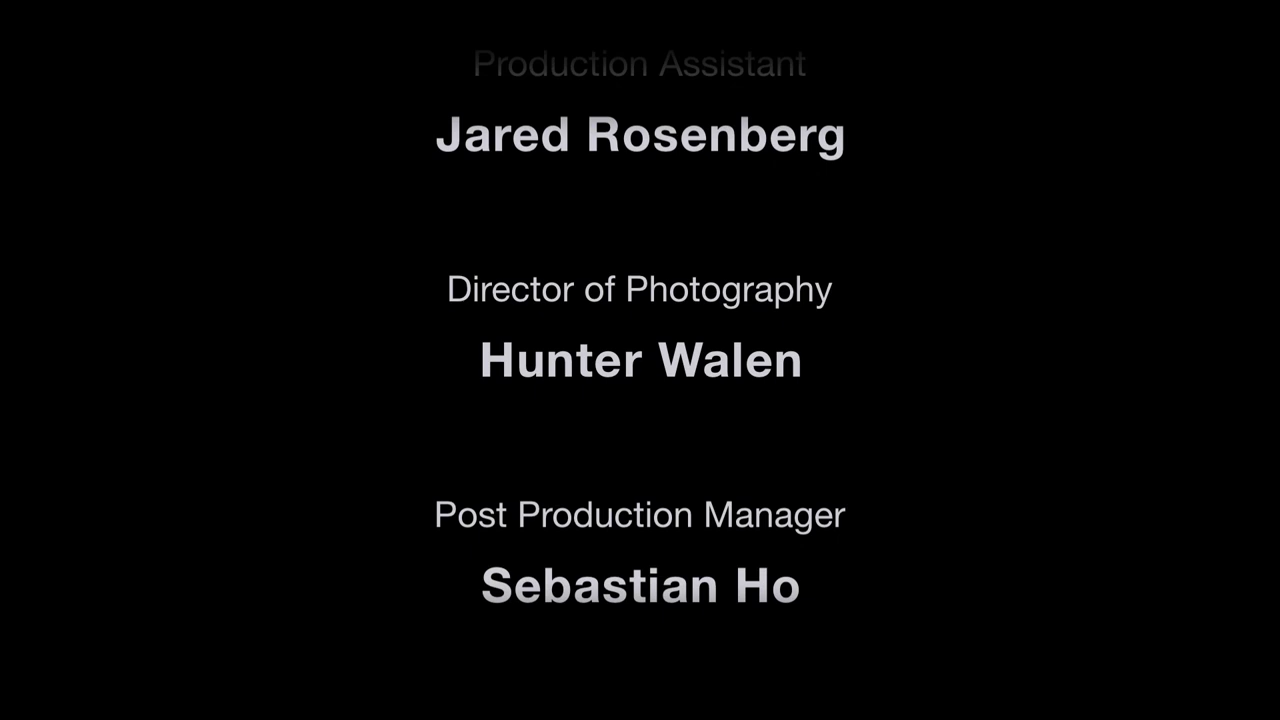 Production Assistant
Jared Rosenberg
Director of Photography
Hunter Walen
Post Production Manager
Sebastian Ho